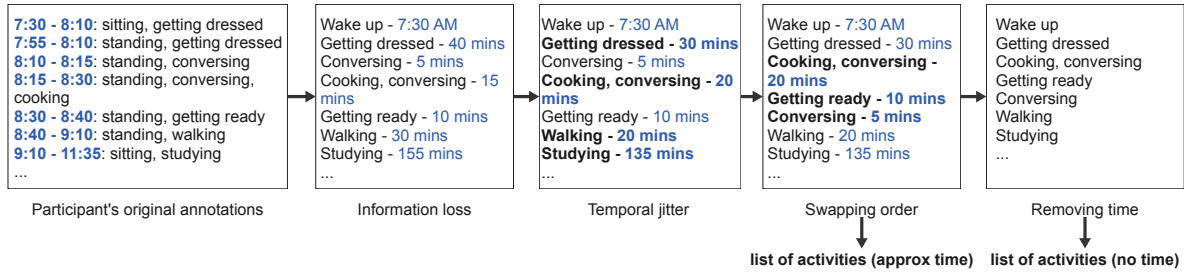 7:30 - 8:10: sitting, getting dressed
7:55 - 8:10: standing, getting dressed
8:10 - 8:15: standing, conversing
8:15 - 8:30: standing, conversing,
cooking
8:30 - 8:40: standing, getting ready
8:40 - 9:10: standing, walking
9:10 - 11:35: sitting, studying
...
Participant's original annotations
Wake up - 7:30 AM
Getting dressed - 40 mins
Conversing - 5 mins
Cooking, conversing - 15
mins
Getting ready - 10 mins
Walking - 30 mins
Studying - 155 mins
...
Information loss
Wake up - 7:30 AM
Getting dressed - 30 mins
Conversing - 5 mins
Cooking, conversing - 20
mins
Getting ready - 10 mins
Walking - 20 mins
Studying - 135 mins
...
Temporal jitter
Wake up - 7:30 AM
Getting dressed - 30 mins
Cooking, conversing -
20 mins
Getting ready - 10 mins
Conversing - 5 mins
Walking - 20 mins
Studying - 135 mins
...
Swapping order
list of activities (approx time)
Wake up
Getting dressed
Cooking, conversing
Getting ready
Conversing
Walking
Studying
...
Removing time
list of activities (no time)